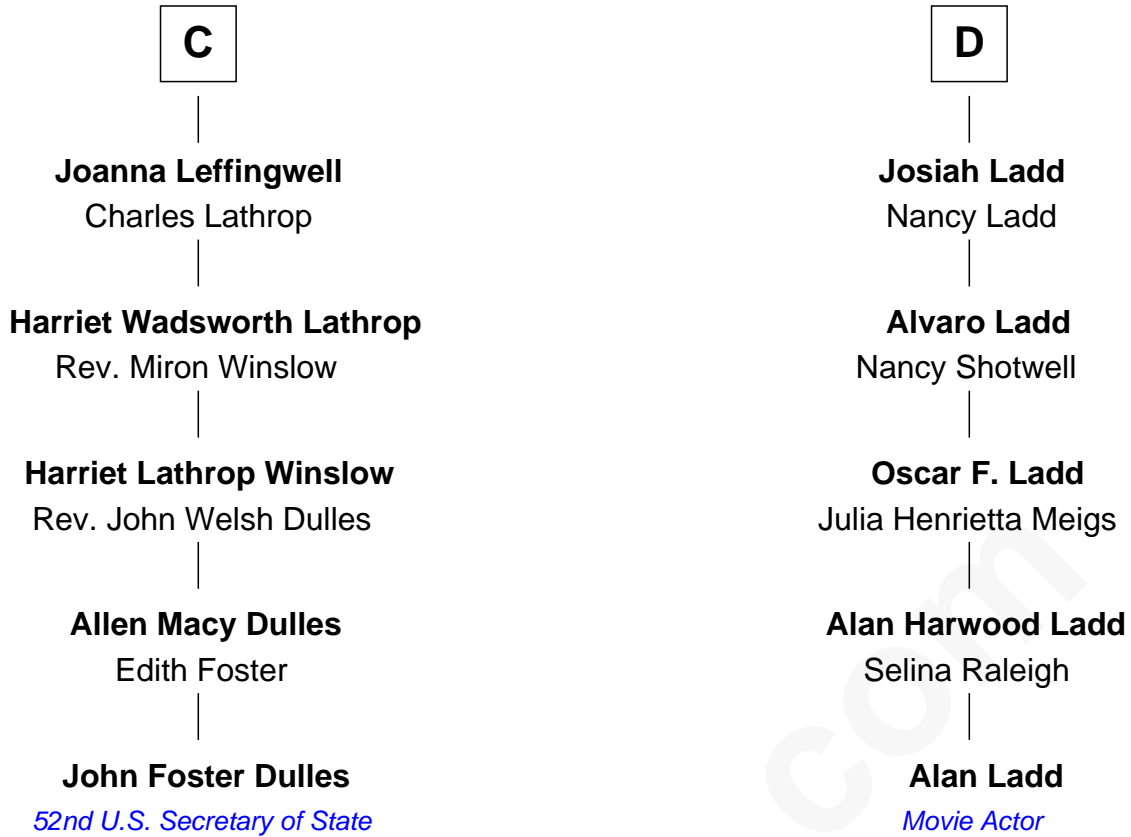 C
Joanna Leffingwell
Charles Lathrop
Harriet Wadsworth Lathrop
Rev. Miron Winslow
Harriet Lathrop Winslow
Rev. John Welsh Dulles
Allen Macy Dulles
Edith Foster
John Foster Dulles
52nd U.S. Secretary of State
D
Josiah Ladd
Nancy Ladd
Alvaro Ladd
Nancy Shotwell
Oscar F. Ladd
Julia Henrietta Meigs
Alan Harwood Ladd
Selina Raleigh
Alan Ladd
Movie Actor
com